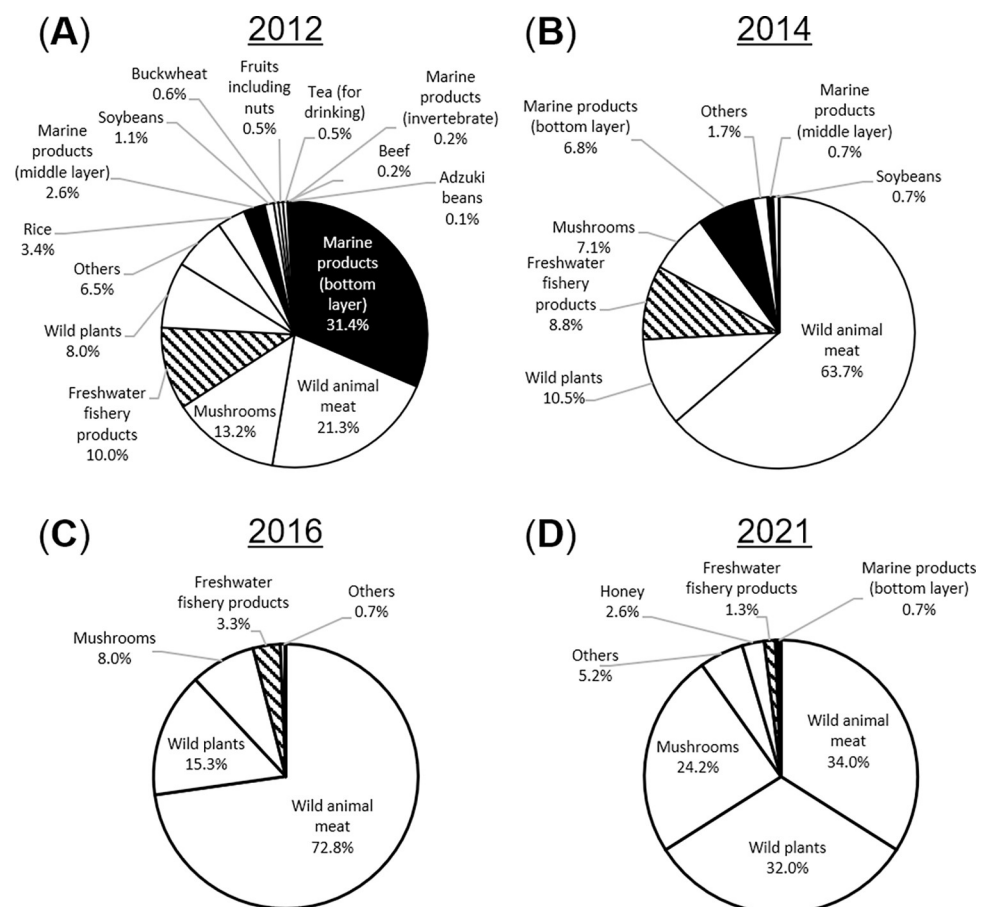 (A)
2012
Buckwheat
0.6%
Fruits
including
nuts
0.5%
Tea (for
drinking)
0.5%
Marine
products
(invertebrate)
0.2%
Soybeans
1.1%
Beef
0.2%
Marine
products
(middle layer)
2.6%
Adzuki
beans
0.1%
Rice
3.4%
Others
6.5%
Wild plants
8.0%
Freshwater
fishery
products
10.0%
Mushrooms
13.2%
Wild animal
meat
21.3%
Marine
products
(bottom
layer)
31.4%
(B)
2014
Marine products
(bottom layer)
6.8%
Others
1.7%
Marine
products
(middle layer)
0.7%
Soybeans
0.7%
Mushrooms
7.1%
Freshwater
fishery
products
8.8%
Wild plants
10.5%
Wild animal
meat
63.7%
(C)
2016
Freshwater
fishery products
3.3%
Others
0.7%
Mushrooms
8.0%
Wild plants
15.3%
Wild animal
meat
72.8%
(D)
2021
Honey
2.6%
Freshwater
fishery products
1.3%
Marine products
(bottom layer)
0.7%
Others
5.2%
Mushrooms
24.2%
Wild animal
meat
34.0%
Wild plants
32.0%